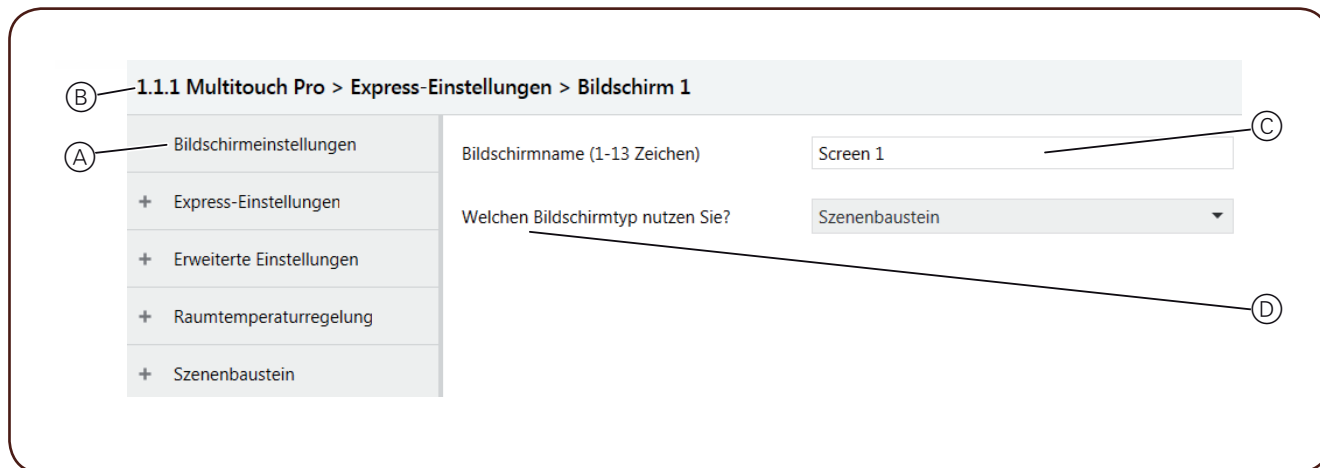 B
1.1.1 Multitouch Pro > Express-Einstellungen > Bildschirm 1
A
Bildschirmeinstellungen
+ Express-Einstellungen
+ Erweiterte Einstellungen
+ Raumtemperaturregelung
+ Szenenbaustein
Bildschirmname (1-13 Zeichen) Screen 1
C
Welchen Bildschirmtyp nutzen Sie? Szenenbaustein
D